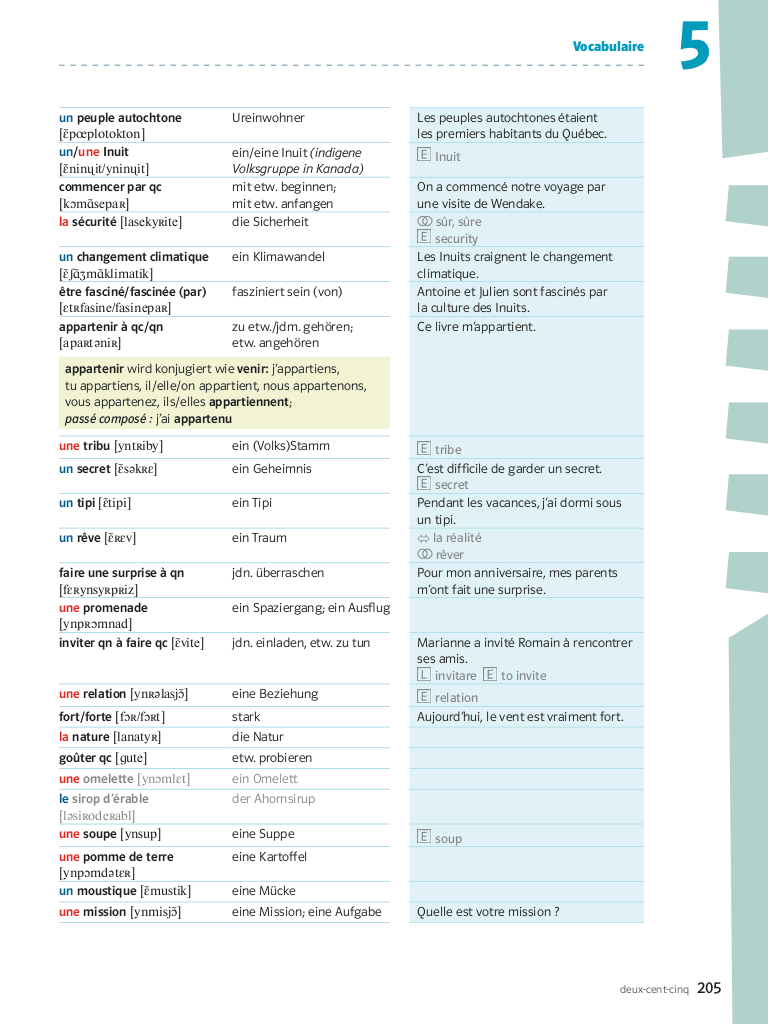 Vocabulaire 5
un peuple autochtone Ureinwohner Les peuples autochtones étaient
[ɛ̃pœplotoktɔn] les premiers habitants du Québec.
un/une Inuit ein/eine Inuit (indigene E Inuit
[ɛ̃ninɥit/yninɥit] Volksgruppe in Kanada)
commencer par qc mit etw. beginnen; On a commencé notre voyage par
[kɔmɑ̃sepaʀ] mit etw. anfangen une visite de Wendake.
la sécurité [lasekyʀite] die Sicherheit sûr, sûre
E security
un changement climatique ein Klimawandel Les Inuits craignent le changement
[ɛ̃ʃɑ̃ʒmɑ̃klimatik] climatique.
être fasciné/fascinée (par) fasziniert sein (von) Antoine et Julien sont fascinés par
[ɛtʀfasine/fasinepaʀ] la culture des Inuits.
appartenir à qc/qn zu etw./jdm. gehören; Ce livre m'appartient.
[apaʀtəniʀ] etw. angehören
appartenir wird konjugiert wie venir: j'appartiens,
tu appartiens, il/elle/on appartient, nous appartenons,
vous appartenez, ils/elles appartiennent;
passé composé : j'ai appartenu
une tribu [yntʀiby] ein (Volks)Stamm E tribe
un secret [ɛ̃səkʀɛ] ein Geheimnis C'est difficile de garder un secret.
E secret
un tipi [ɛ̃tipi] ein Tipi Pendant les vacances, j'ai dormi sous
un tipi.
un rêve [ɛ̃ʀɛv] ein Traum ⬄ la réalité
rêver
faire une surprise à qn jdn. überraschen Pour mon anniversaire, mes parents
[fɛʀynsyʀpʀiz] m'ont fait une surprise.
une promenade ein Spaziergang; ein Ausflug
[ynpʀɔmnad]
inviter qn à faire qc [ɛ̃vite] jdn. einladen, etw. zu tun Marianne a invité Romain à rencontrer
ses amis.
L invitare E to invite
une relation [ynʀəlasjɔ̃] eine Beziehung E relation
fort/forte [fɔʀ/fɔʀt] stark Aujourd'hui, le vent est vraiment fort.
la nature [lanatyʀ] die Natur
goûter qc [gute] etw. probieren
une omelette [ynɔmlɛt] ein Omelett
le sirop d'érable der Ahornsirup
[ləsiʀodeʀabl]
une soupe [ynsup] eine Suppe E soup
une pomme de terre eine Kartoffel
[ynpɔmdətɛʀ]
un moustique [ɛ̃mustik] eine Mücke
une mission [ynmisjɔ̃] eine Mission; eine Aufgabe Quelle est votre mission ?
deux-cent-cinq 205